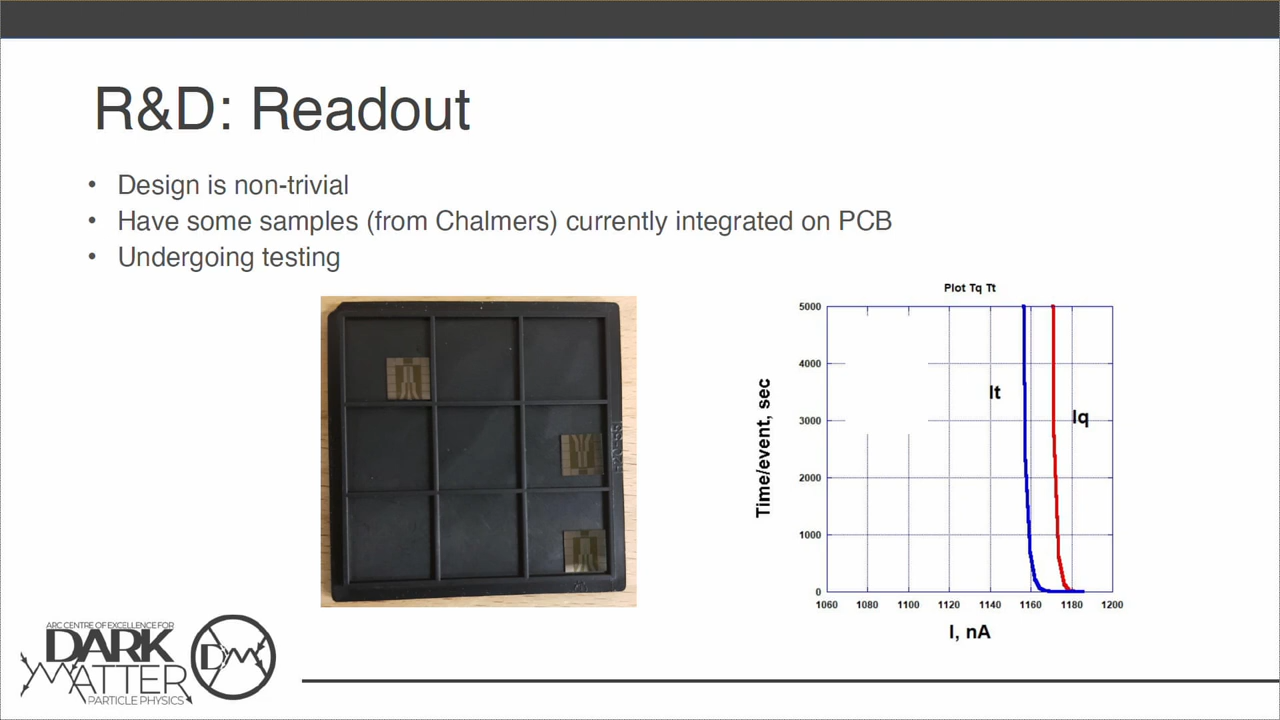 R&D: Readout
• Design is non-trivial
• Have some samples (from Chalmers) currently integrated on PCB
• Undergoing testing
Plot Tq Tt
5000
4000
3000
2000
1000
0
1060 1080 1100 1120 1140 1160 1180 1200
Time/event, sec
It
Iq
I, nA
ARC CENTRE OF EXCELLENCE FOR
DARK
MATTER
PARTICLE PHYSICS
DM